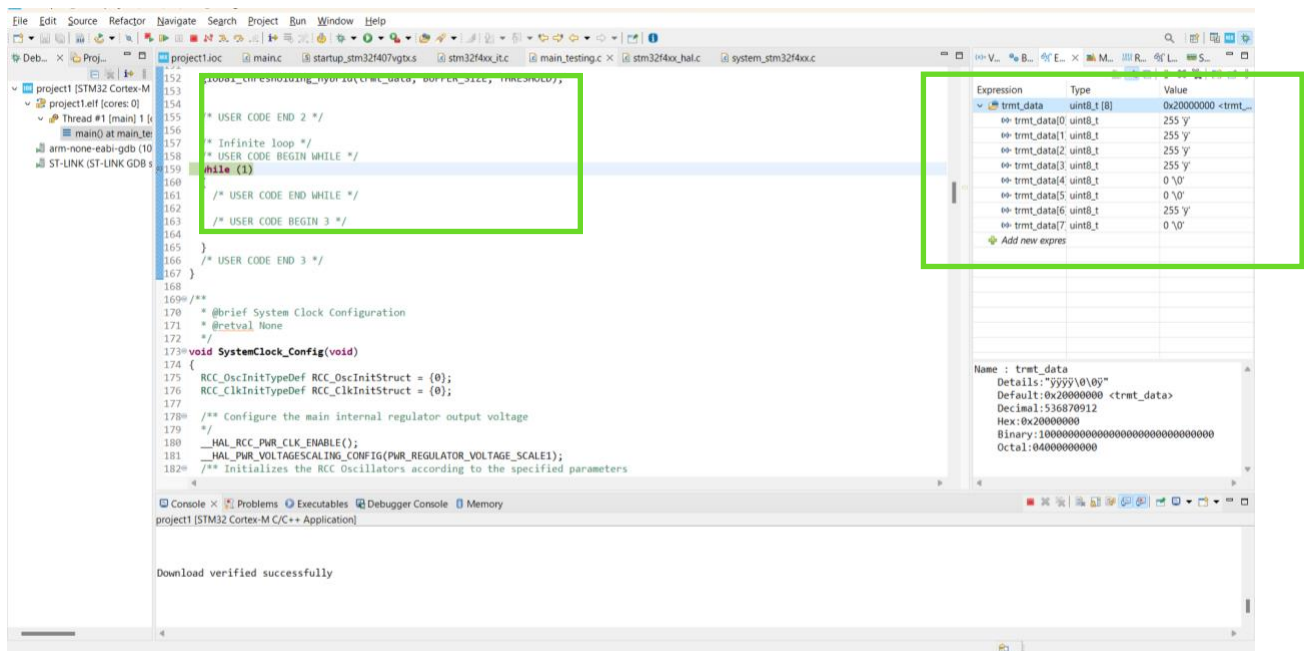 File Edit Source Refactor Navigate Search Project Run Window Help
Deb... Proj...
project1.ioc main.c startup_stm32f407vgtx.s stm32f4xx_it.c main_testing.c stm32f4xx_hal.c system_stm32f4xx.c
V... B... E... M... R... L... S...
project1 [STM32 Cortex-M
project1.elf [cores: 0]
Thread #1 [main] 1 [
main() at main_te
arm-none-eabi-gdb (10
ST-LINK (ST-LINK GDB s
152 global_thresholding_hybrid(trmt_data, BUFFER_SIZE, THRESHOLD);
153
154
155 /* USER CODE END 2 */
156
157 /* Infinite loop */
158 /* USER CODE BEGIN WHILE */
159 while (1)
160
161 /* USER CODE END WHILE */
162
163 /* USER CODE BEGIN 3 */
164
165 }
166 /* USER CODE END 3 */
167 }
168
169 /**
170 * @brief System Clock Configuration
171 * @retval None
172 */
173 void SystemClock_Config(void)
174 {
175 RCC_OscInitTypeDef RCC_OscInitStruct = {0};
176 RCC_ClkInitTypeDef RCC_ClkInitStruct = {0};
177
178 /** Configure the main internal regulator output voltage
179 */
180 __HAL_RCC_PWR_CLK_ENABLE();
181 __HAL_PWR_VOLTAGESCALING_CONFIG(PWR_REGULATOR_VOLTAGE_SCALE1);
182 /** Initializes the RCC Oscillators according to the specified parameters
Expression Type Value
trmt_data uint8_t [8] 0x20000000 <trmt_...
trmt_data[0] uint8_t 255 'ÿ'
trmt_data[1] uint8_t 255 'ÿ'
trmt_data[2] uint8_t 255 'ÿ'
trmt_data[3] uint8_t 255 'ÿ'
trmt_data[4] uint8_t 0 '\0'
trmt_data[5] uint8_t 0 '\0'
trmt_data[6] uint8_t 255 'ÿ'
trmt_data[7] uint8_t 0 '\0'
Add new expres
Name : trmt_data
Details:"ÿÿÿÿ\0\0ÿ"
Default:0x20000000 <trmt_data>
Decimal:536870912
Hex:0x20000000
Binary:100000000000000000000000000000
Octal:04000000000
Console Problems Executables Debugger Console Memory
project1 [STM32 Cortex-M C/C++ Application]
Download verified successfully